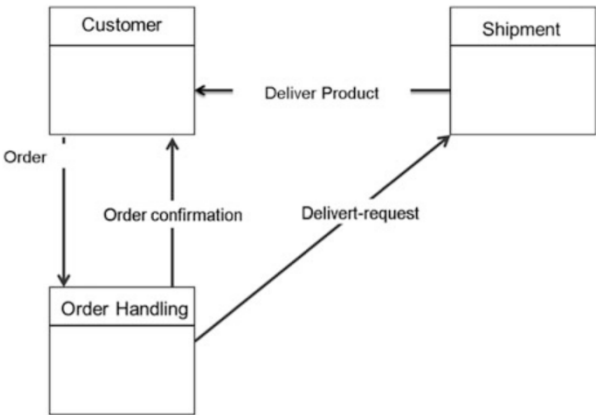 Customer
Shipment
Deliver Product
Order
Order confirmation
Delivert-request
Order Handling